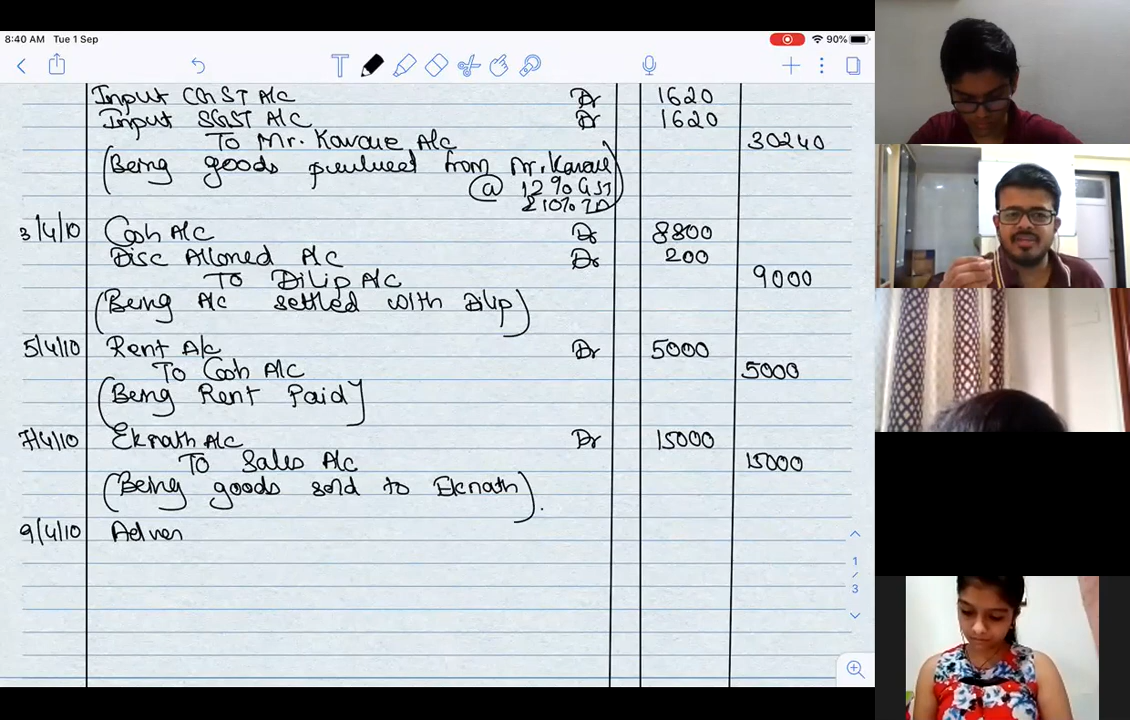 8:40 AM Tue 1 Sep 90%
Input CGST A/c Dr 1620
Input SGST A/c Dr 1620
To Mr. Kavale A/c 30240
(Being goods from Mr. Kavale
@ 12% GST
& 10% TD)
3/4/10 Cash A/c Dr 8800
Disc Allowed A/c Dr 200
To Dilip A/c 9000
(Being A/c settled with Dilip)
5/4/10 Rent A/c Dr 5000
To Cash A/c 5000
(Being Rent Paid)
7/4/10 Eknath A/c Dr 15000
To Sales A/c 15000
(Being goods sold to Eknath).
9/4/10 Adver
1
/
3